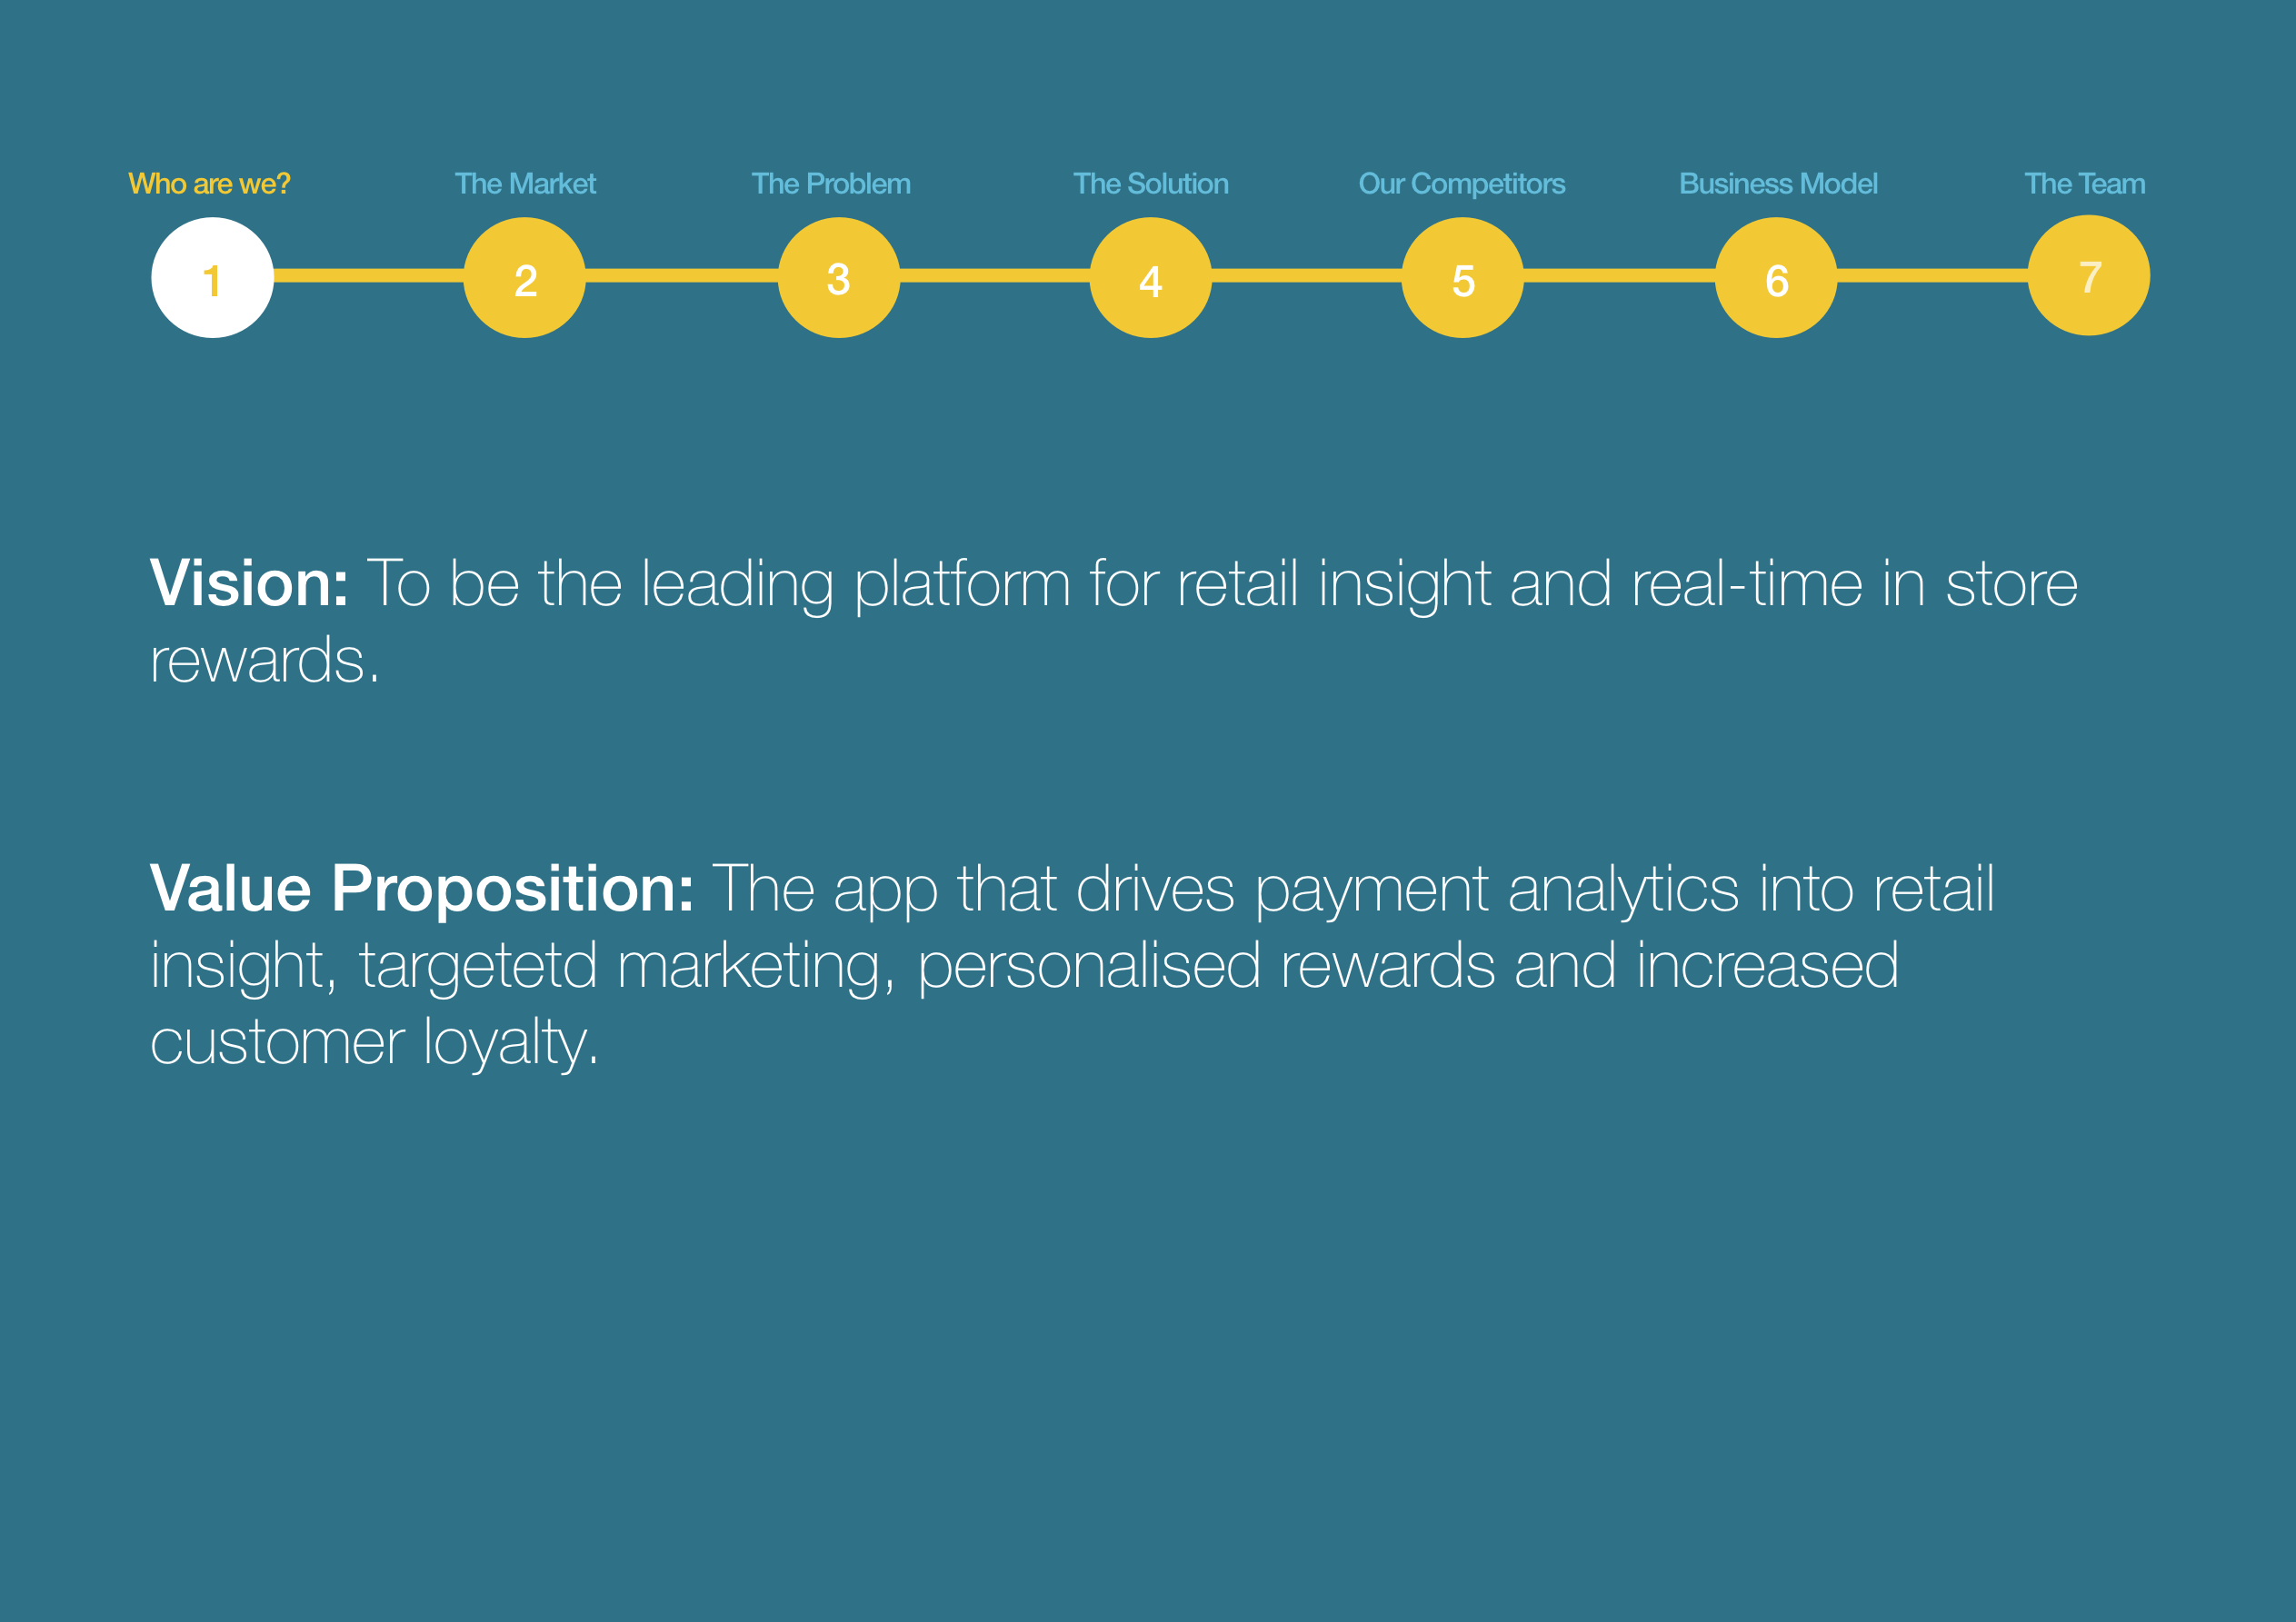 Who are we?
The Market
The Problem
The Solution
Our Competitors
Business Model
The Team
1
2
3
4
5
6
7
Vision: To be the leading platform for retail insight and real-time in store
rewards.
Value Proposition: The app that drives payment analytics into retail
insight, targetetd marketing, personalised rewards and increased
customer loyalty.